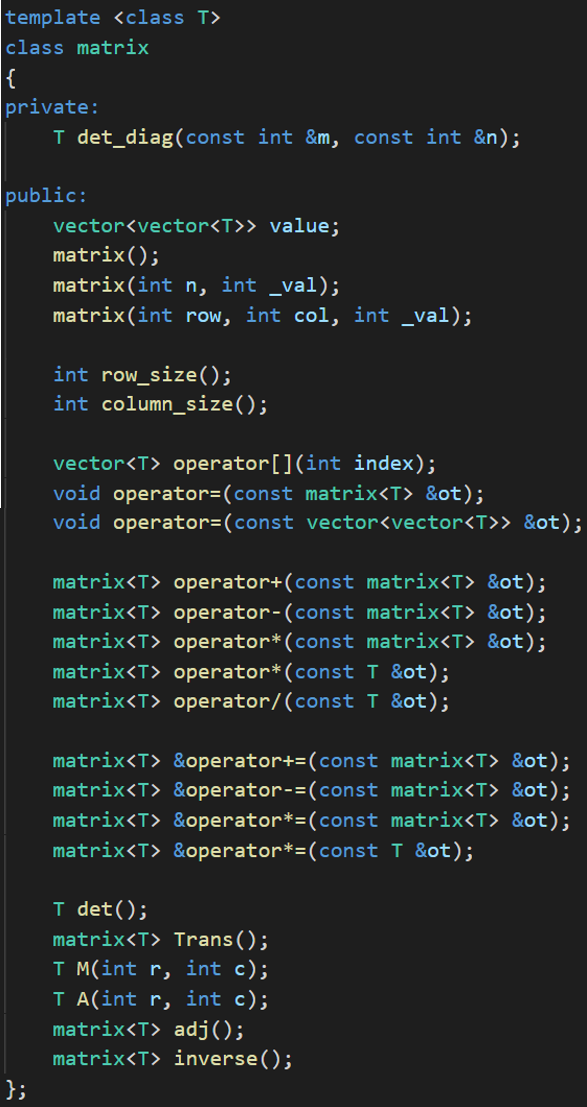 template <class T>
class matrix
{
private:
    T det_diag(const int &m, const int &n);

public:
    vector<vector<T>> value;
    matrix();
    matrix(int n, int _val);
    matrix(int row, int col, int _val);

    int row_size();
    int column_size();

    vector<T> operator[](int index);
    void operator=(const matrix<T> &ot);
    void operator=(const vector<vector<T>> &ot);

    matrix<T> operator+(const matrix<T> &ot);
    matrix<T> operator-(const matrix<T> &ot);
    matrix<T> operator*(const matrix<T> &ot);
    matrix<T> operator*(const T &ot);
    matrix<T> operator/(const T &ot);

    matrix<T> &operator+=(const matrix<T> &ot);
    matrix<T> &operator-=(const matrix<T> &ot);
    matrix<T> &operator*=(const matrix<T> &ot);
    matrix<T> &operator*=(const T &ot);

    T det();
    matrix<T> Trans();
    T M(int r, int c);
    T A(int r, int c);
    matrix<T> adj();
    matrix<T> inverse();
};